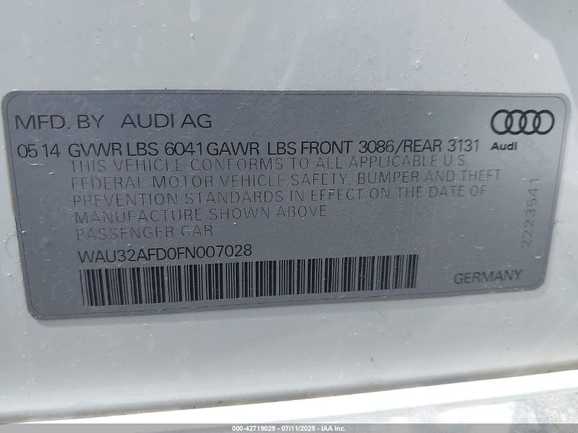 MFD. BY AUDI AG
Audi
05 14 GVWR LBS 6041 GAWR LBS FRONT 3086/REAR 3131
THIS VEHICLE CONFORMS TO ALL APPLICABLE U.S.
FEDERAL MOTOR VEHICLE SAFETY, BUMPER AND THEFT
PREVENTION STANDARDS IN EFFECT ON THE DATE OF
MANUFACTURE SHOWN ABOVE
PASSENGER CAR
2223541
WAU32AFD0FN007028
GERMANY
000-42719029 - 07/11/2025 - IAA, Inc.